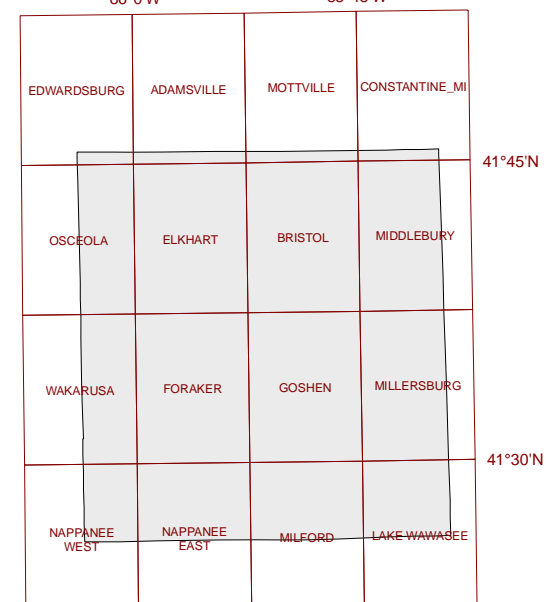 EDWARDSBURG
ADAMSVILLE
MOTTVILLE
CONSTANTINE_MI
41°45'N
OSCEOLA
ELKHART
BRISTOL
MIDDLEBURY
WAKARUSA
FORAKER
GOSHEN
MILLERSBURG
41°30'N
NAPPANEE
WEST
NAPPANEE
EAST
MILFORD
LAKE WAWASEE